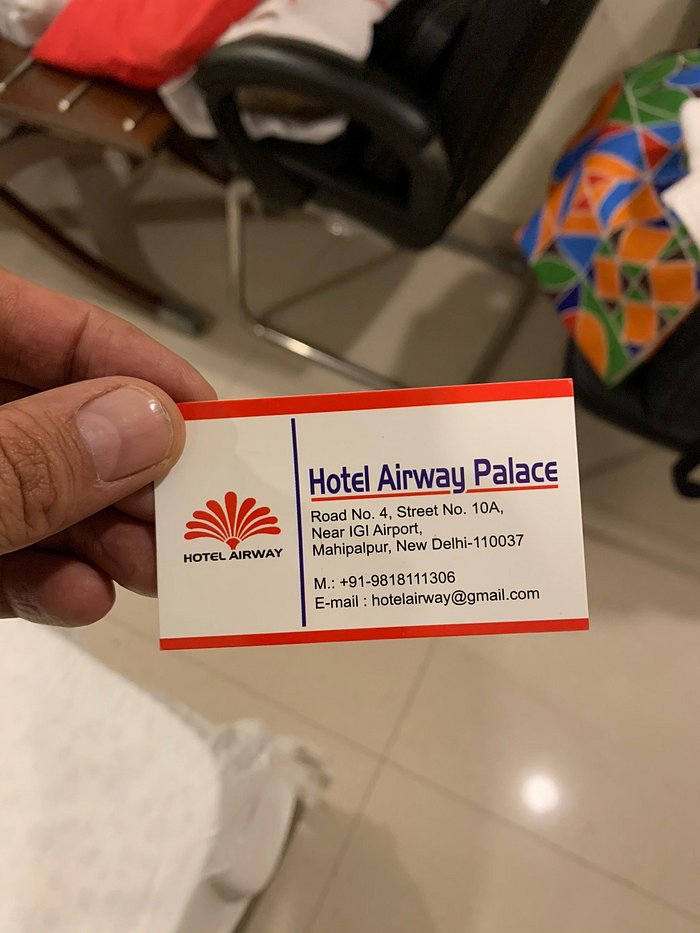 HOTEL AIRWAY
Hotel Airway Palace
Road No. 4, Street No. 10A,
Near IGI Airport,
Mahipalpur, New Delhi-110037
M.: +91-9818111306
E-mail : hotelairway@gmail.com